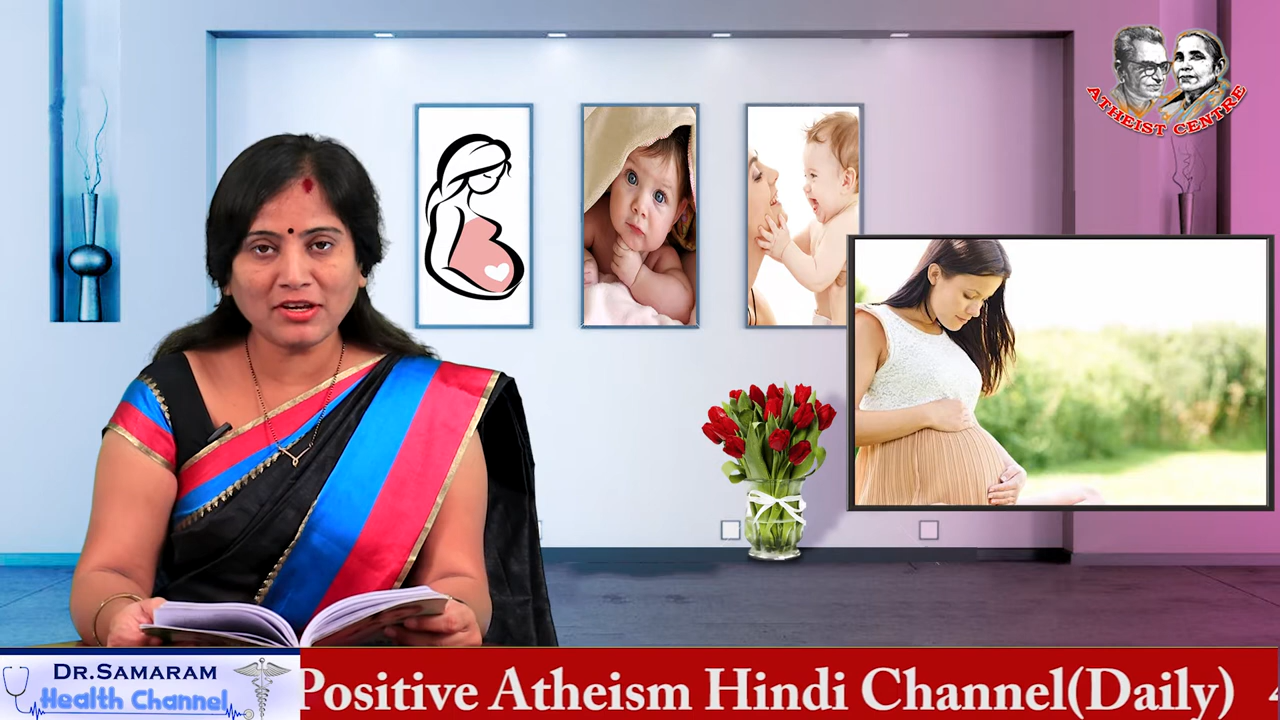 ATHEIST CENTRE
DR.SAMARAM
Health Channel
Positive Atheism Hindi Channel(Daily)